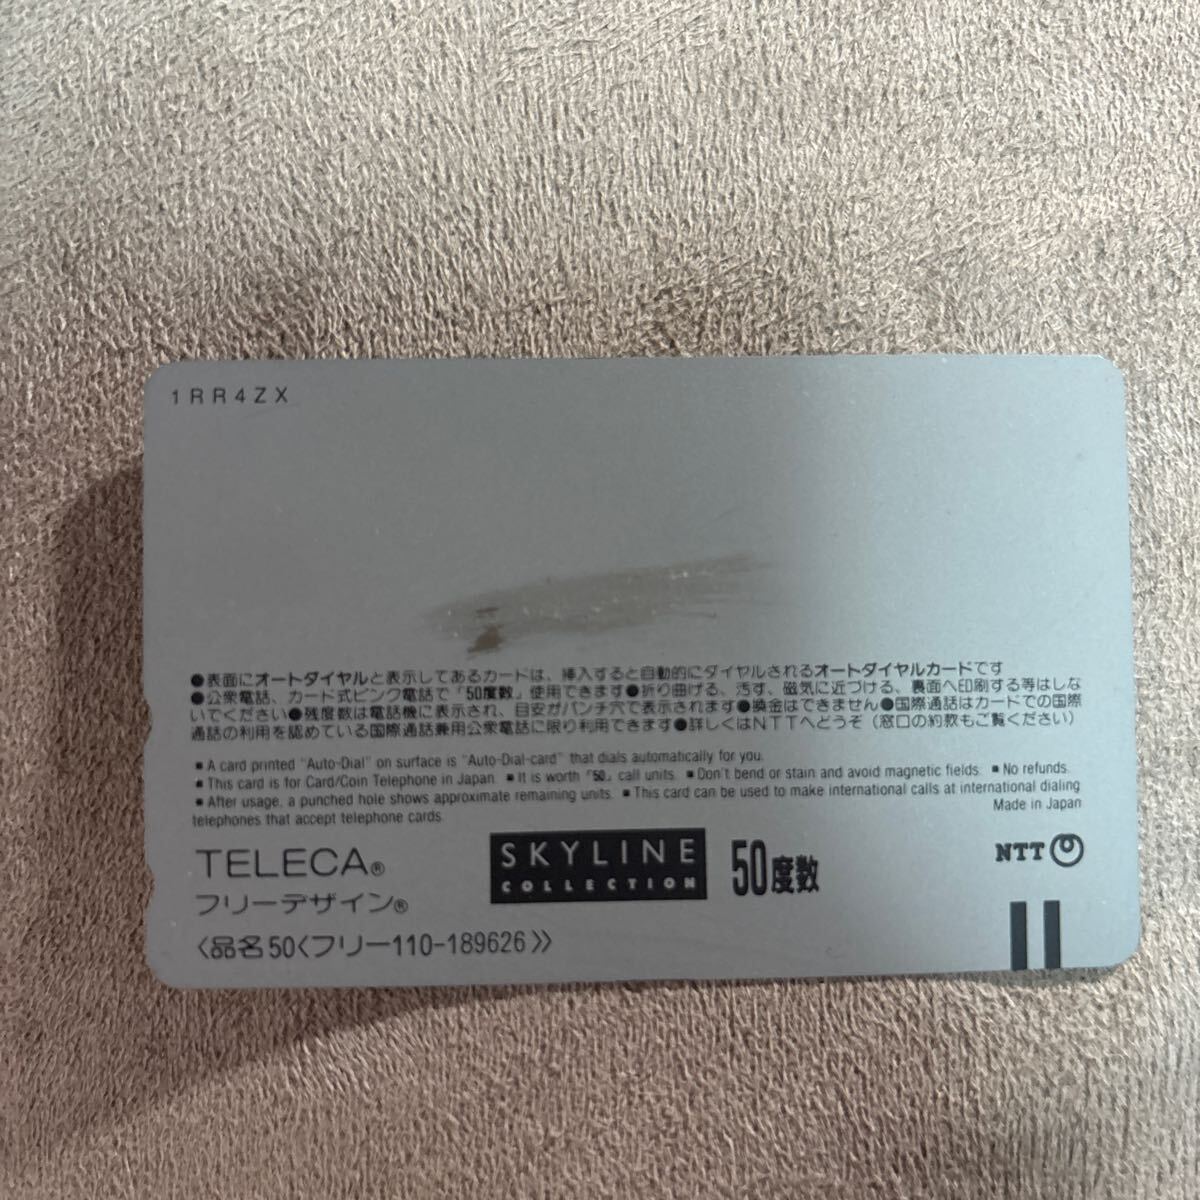 1RR4ZX
●表面にオートダイヤルと表示してあるカードは、挿入すると自動的にダイヤルされるオートダイヤルカードです
●公衆電話、カード式ピンク電話で「50度数」使用できます●折り曲げる、汚す、磁気に近づける、裏面へ印刷する等はしな
いでください●残度数は電話機に表示され、目安がパンチ穴で表示されます●換金はできません●国際通話はカードでの国際
通話の利用を認めている国際通話兼用公衆電話に限り利用できます●詳しくはNTTへどうぞ（窓口の約款もご覧ください）
■A card printed "Auto-Dial" on surface is "Auto-Dial-card" that dials automatically for you.
■This card is for Card/Coin Telephone in Japan. ■It is worth「50」call units. ■Don't bend or stain and avoid magnetic fields. ■No refunds.
■After usage, a punched hole shows approximate remaining units. ■This card can be used to make international calls at international dialing
telephones that accept telephone cards.
Made in Japan
TELECA®
フリーデザイン®
〈品名50〈フリー110-189626》〉
SKYLINE
COLLECTION
50度数
NTT